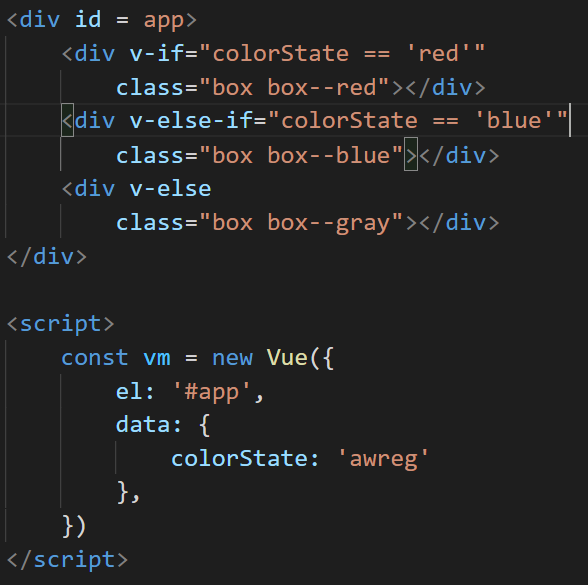 <div id = app>
    <div v-if="colorState == 'red'"
        class="box box--red"></div>
    <div v-else-if="colorState == 'blue'"
        class="box box--blue"></div>
    <div v-else
        class="box box--gray"></div>
</div>

<script>
    const vm = new Vue({
        el: '#app',
        data: {
            colorState: 'awreg'
        },
    })
</script>